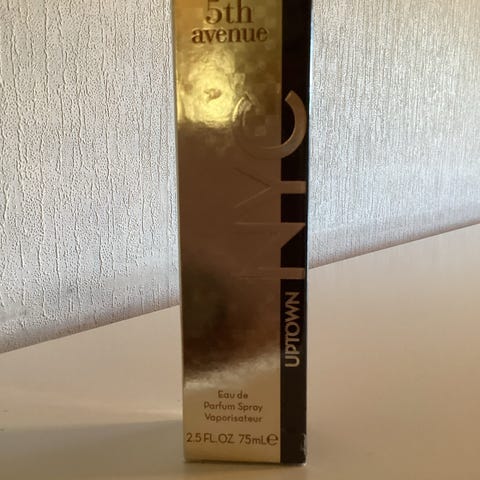 5th
avenue
NYC
UPTOWN
Eau de
Parfum Spray
Vaporisateur
2.5 FL.OZ. 75mL℮